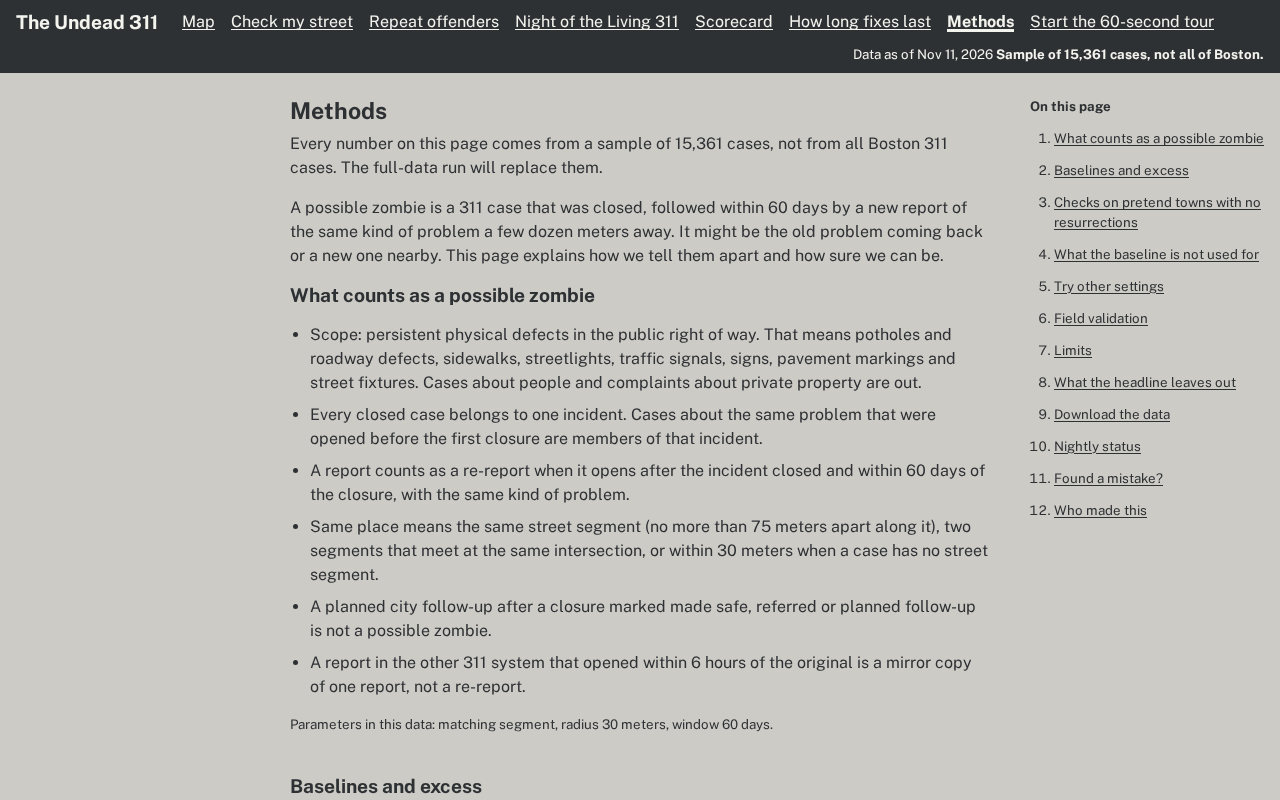 The Undead 311 Map Check my street Repeat offenders Night of the Living 311 Scorecard How long fixes last Methods Start the 60-second tour
Data as of Nov 11, 2026 Sample of 15,361 cases, not all of Boston.
Methods
Every number on this page comes from a sample of 15,361 cases, not from all Boston 311
cases. The full-data run will replace them.
A possible zombie is a 311 case that was closed, followed within 60 days by a new report of
the same kind of problem a few dozen meters away. It might be the old problem coming back
or a new one nearby. This page explains how we tell them apart and how sure we can be.
What counts as a possible zombie
• Scope: persistent physical defects in the public right of way. That means potholes and
roadway defects, sidewalks, streetlights, traffic signals, signs, pavement markings and
street fixtures. Cases about people and complaints about private property are out.
• Every closed case belongs to one incident. Cases about the same problem that were
opened before the first closure are members of that incident.
• A report counts as a re-report when it opens after the incident closed and within 60 days of
the closure, with the same kind of problem.
• Same place means the same street segment (no more than 75 meters apart along it), two
segments that meet at the same intersection, or within 30 meters when a case has no street
segment.
• A planned city follow-up after a closure marked made safe, referred or planned follow-up
is not a possible zombie.
• A report in the other 311 system that opened within 6 hours of the original is a mirror copy
of one report, not a re-report.
Parameters in this data: matching segment, radius 30 meters, window 60 days.
Baselines and excess
On this page
1. What counts as a possible zombie
2. Baselines and excess
3. Checks on pretend towns with no
resurrections
4. What the baseline is not used for
5. Try other settings
6. Field validation
7. Limits
8. What the headline leaves out
9. Download the data
10. Nightly status
11. Found a mistake?
12. Who made this